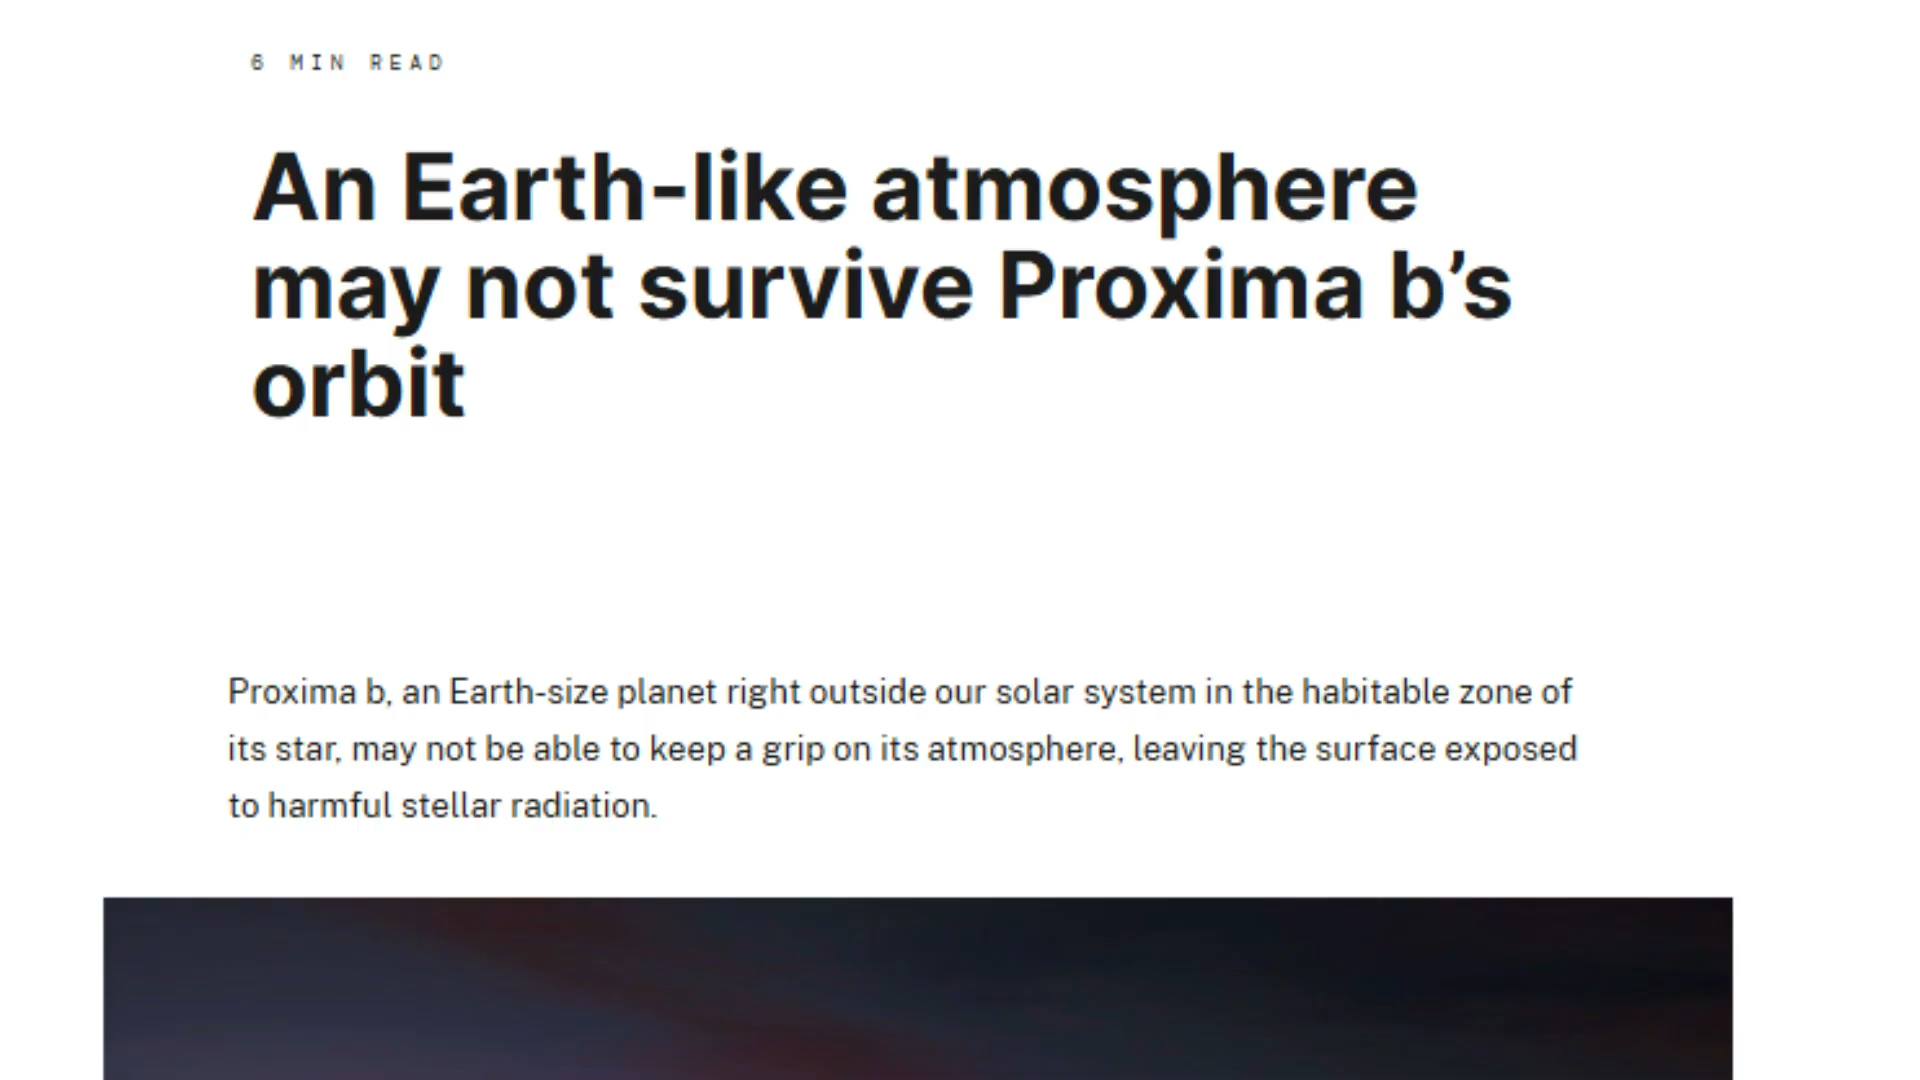 6 MIN READ
An Earth-like atmosphere
may not survive Proxima b’s
orbit
Proxima b, an Earth-size planet right outside our solar system in the habitable zone of
its star, may not be able to keep a grip on its atmosphere, leaving the surface exposed
to harmful stellar radiation.